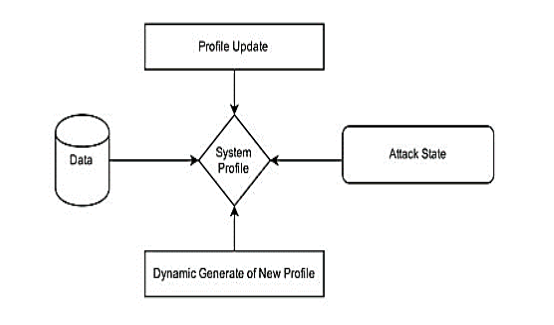 Profile Update
Data
System
Profile
Attack State
Dynamic Generate of New Profile